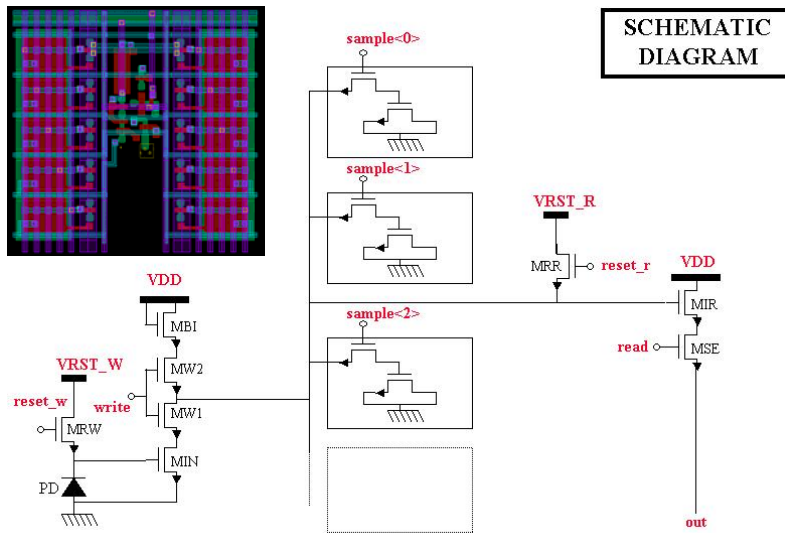 SCHEMATIC
DIAGRAM
sample<0>
sample<1>
VRST_R
MRR
reset_r
VDD
MIR
VDD
MBI
sample<2>
read
MSE
VRST_W
MW2
reset_w
write
MW1
MRW
MIN
PD
out